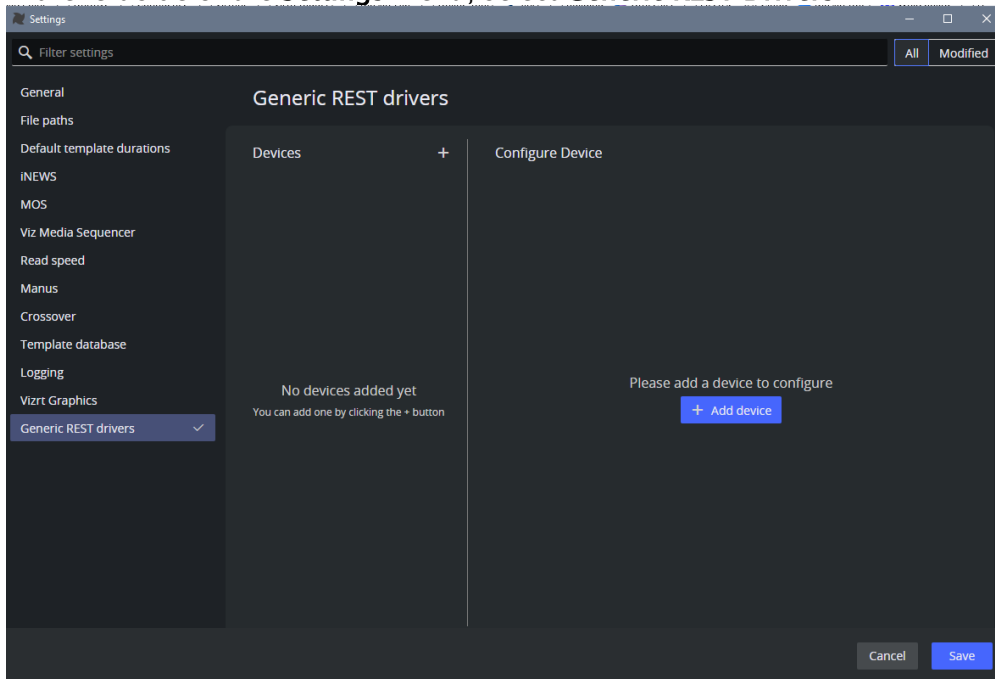 Settings
Filter settings
All Modified
General
File paths
Default template durations
iNEWS
MOS
Viz Media Sequencer
Read speed
Manus
Crossover
Template database
Logging
Vizrt Graphics
Generic REST drivers
Generic REST drivers
Devices +
Configure Device
No devices added yet
You can add one by clicking the + button
Please add a device to configure
+ Add device
Cancel Save